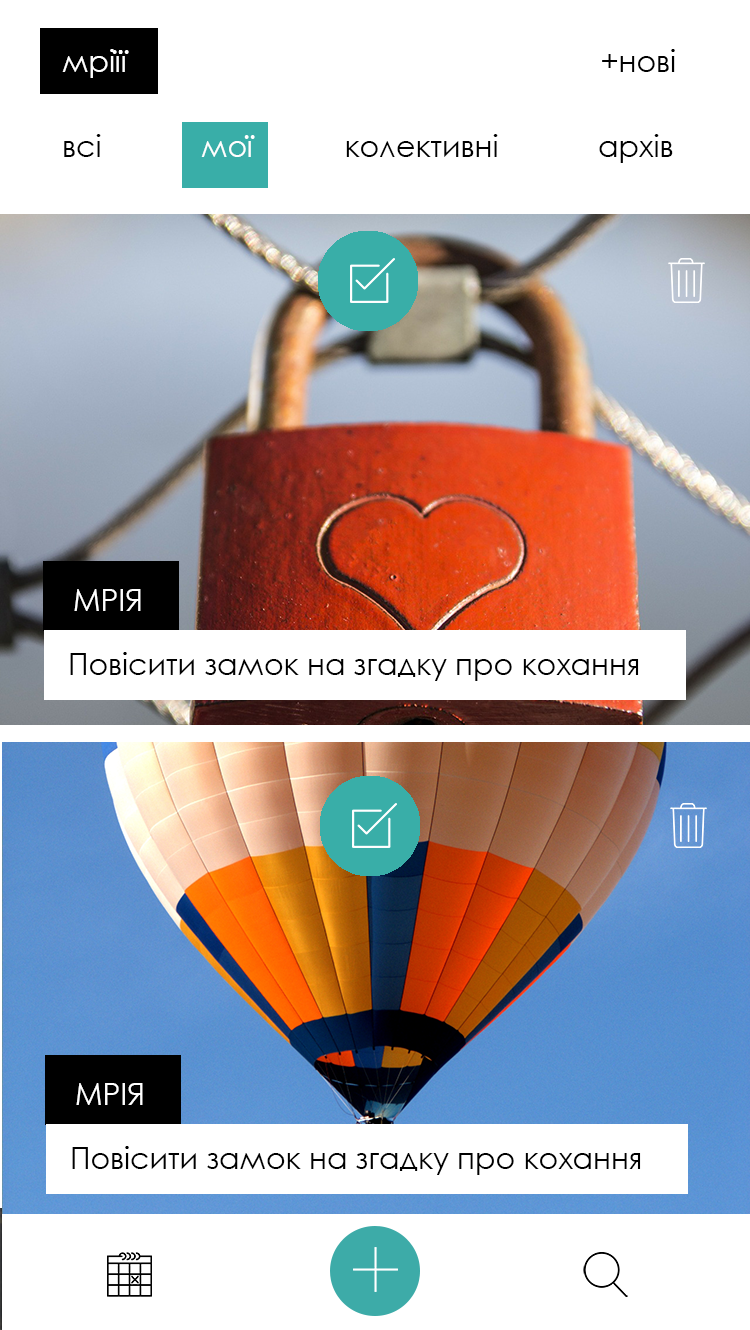 мріїї
+нові
всі
мої
колективні
архів
МРІЯ
Повісити замок на згадку про кохання
МРІЯ
Повісити замок на згадку про кохання